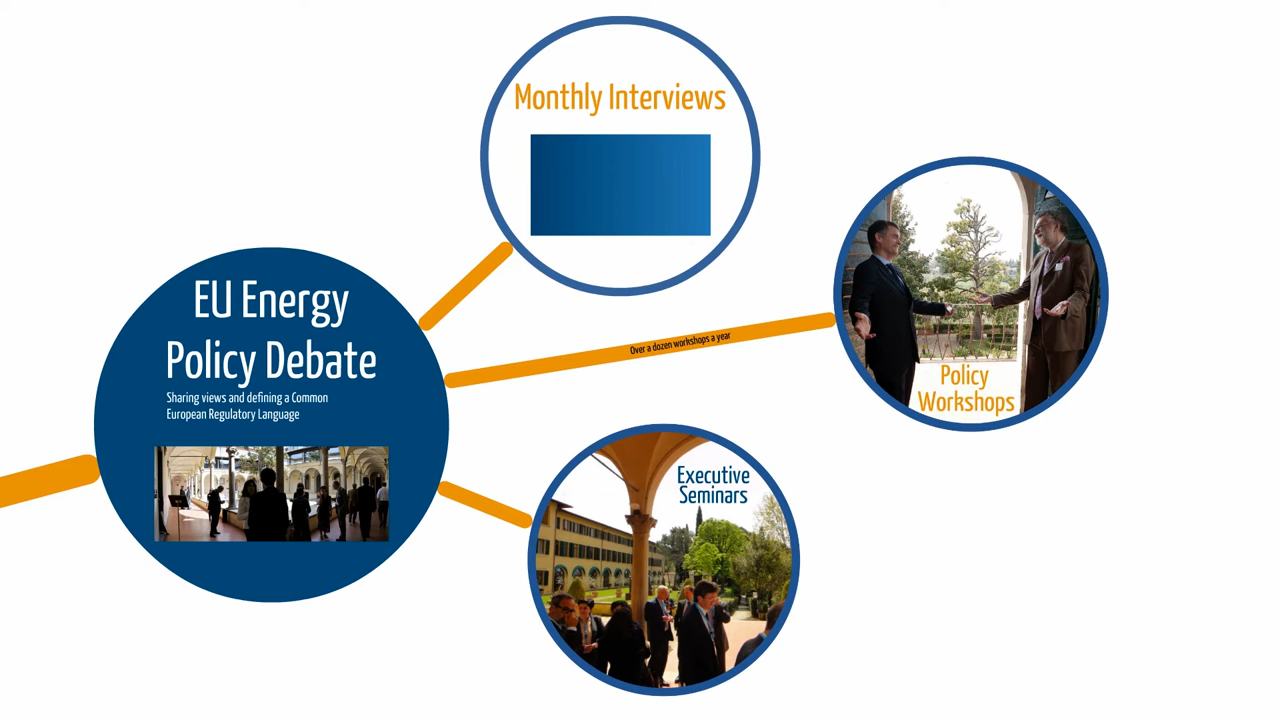 Monthly Interviews
EU Energy
Policy Debate
Sharing views and defining a Common
European Regulatory Language
Over a dozen workshops a year
Policy
Workshops
Executive
Seminars